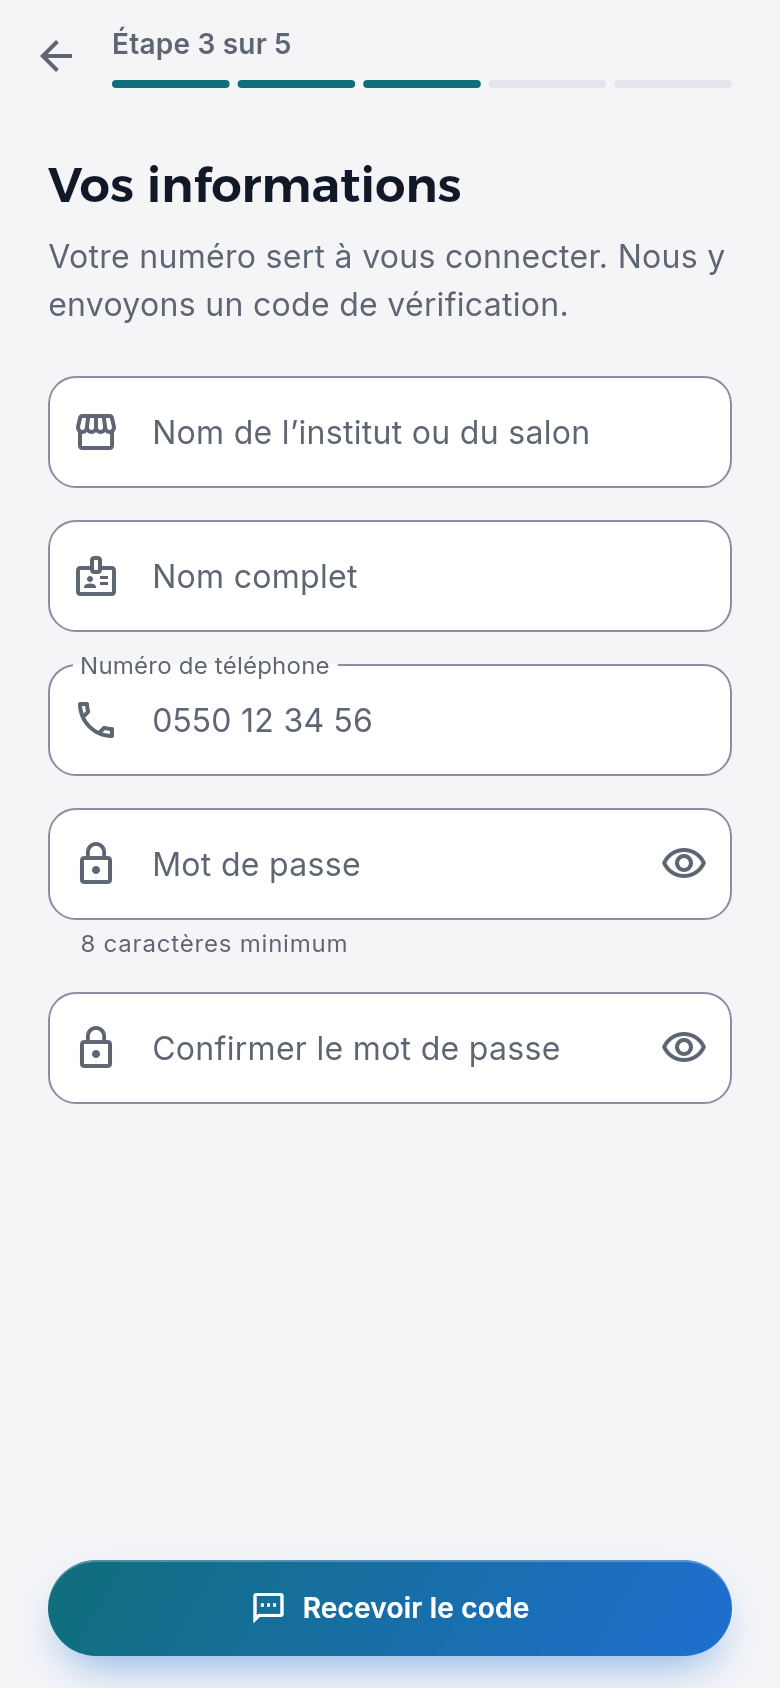 Étape 3 sur 5
Vos informations
Votre numéro sert à vous connecter. Nous y
envoyons un code de vérification.
Nom de l’institut ou du salon
Nom complet
Numéro de téléphone
0550 12 34 56
Mot de passe
8 caractères minimum
Confirmer le mot de passe
Recevoir le code